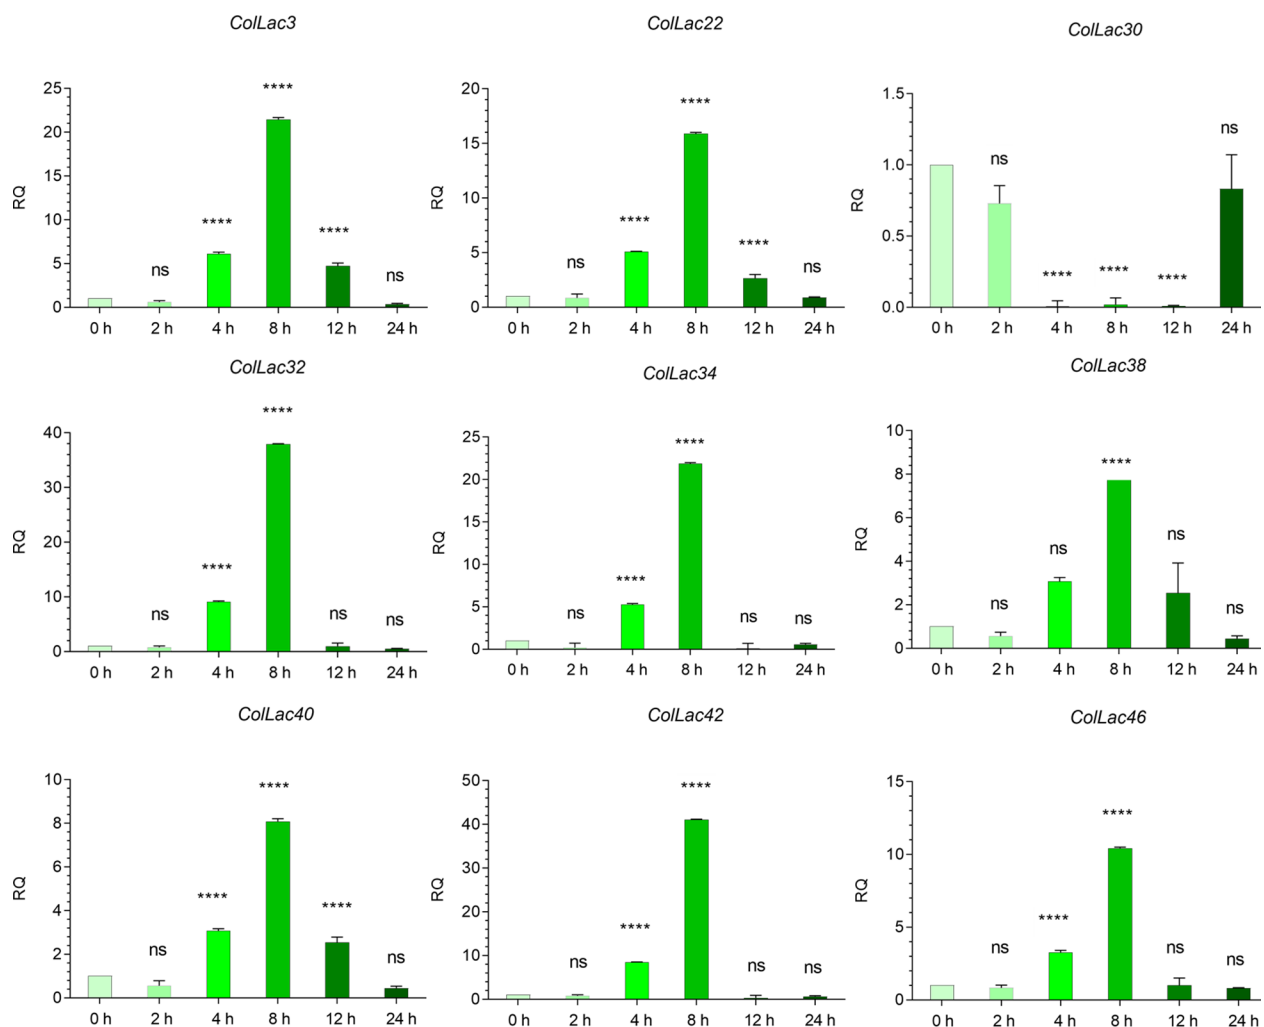 ColLac3
RQ
25
20
15
10
5
0
****
****
****
ns
ns
0 h 2 h 4 h 8 h 12 h 24 h
ColLac22
RQ
20
15
10
5
0
****
****
****
ns
ns
0 h 2 h 4 h 8 h 12 h 24 h
ColLac30
RQ
1.5
1.0
0.5
0.0
ns
ns
**** **** ****
0 h 2 h 4 h 8 h 12 h 24 h
ColLac32
RQ
40
30
20
10
0
****
****
ns ns ns
0 h 2 h 4 h 8 h 12 h 24 h
ColLac34
RQ
25
20
15
10
5
0
****
****
ns ns ns
0 h 2 h 4 h 8 h 12 h 24 h
ColLac38
RQ
10
8
6
4
2
0
****
ns
ns
ns ns
0 h 2 h 4 h 8 h 12 h 24 h
ColLac40
RQ
10
8
6
4
2
0
****
****
****
ns ns
0 h 2 h 4 h 8 h 12 h 24 h
ColLac42
RQ
50
40
30
20
10
0
****
****
ns ns ns
0 h 2 h 4 h 8 h 12 h 24 h
ColLac46
RQ
15
10
5
0
****
****
ns ns
ns
0 h 2 h 4 h 8 h 12 h 24 h